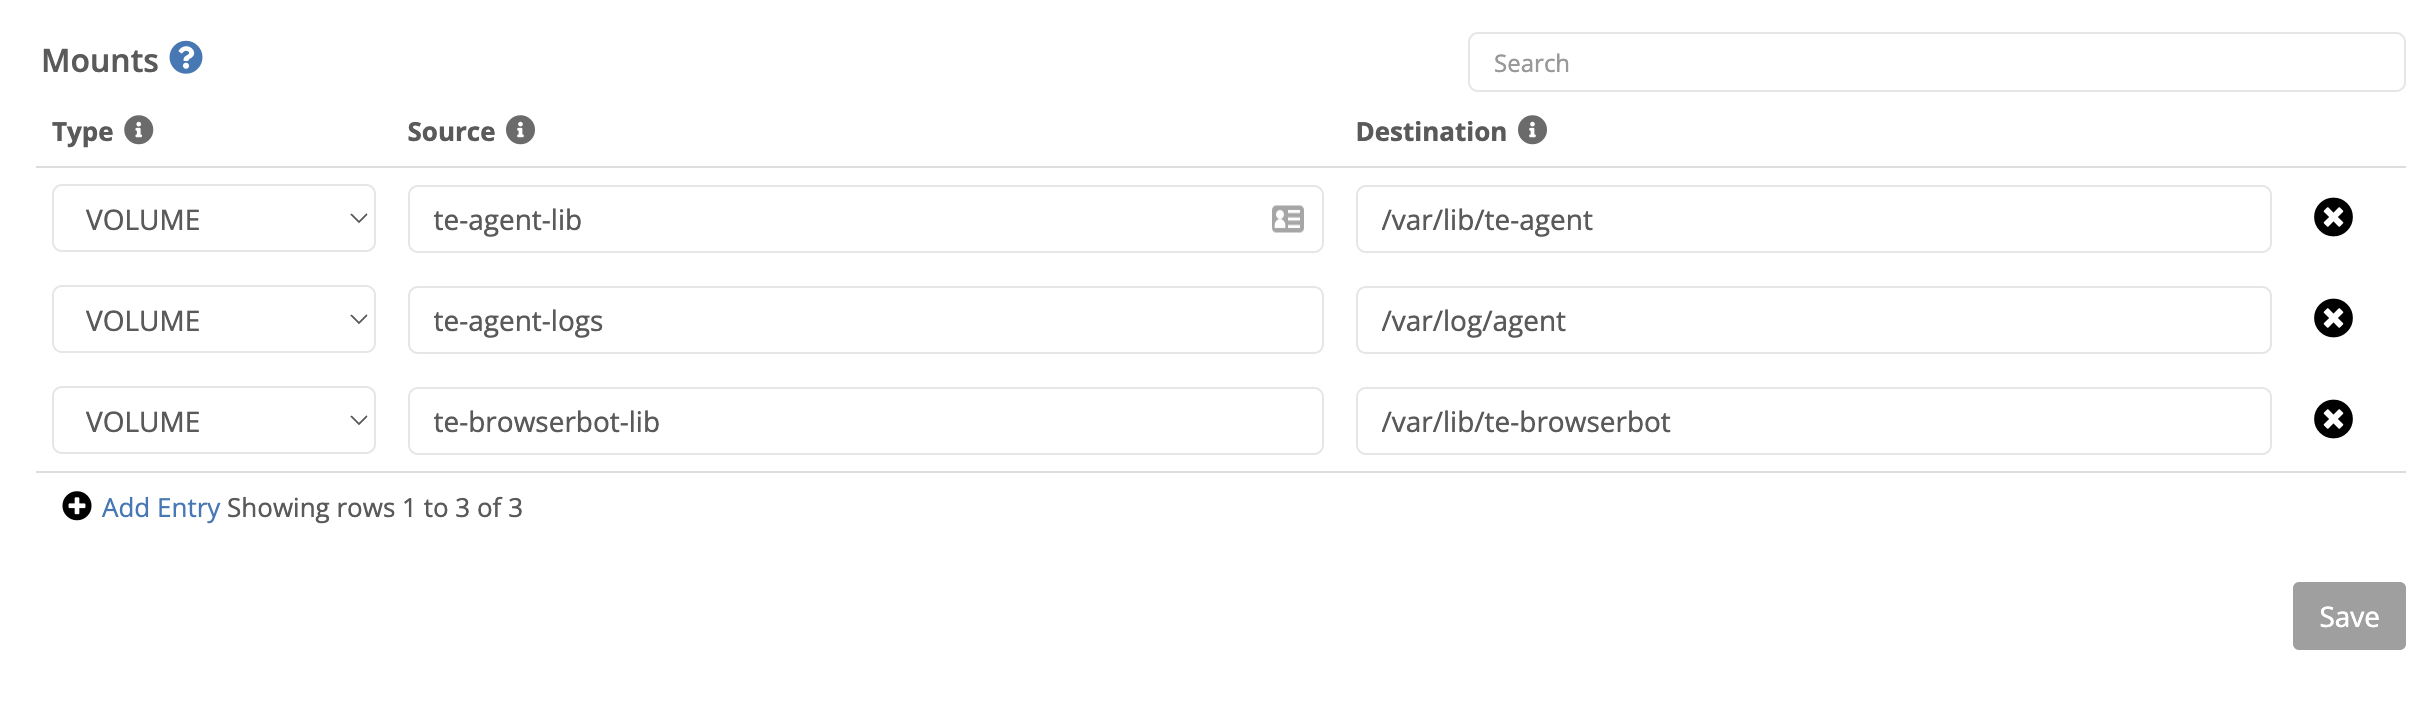 Mounts
Search
Type Source Destination
VOLUME te-agent-lib /var/lib/te-agent
VOLUME te-agent-logs /var/log/agent
VOLUME te-browserbot-lib /var/lib/te-browserbot
Add Entry Showing rows 1 to 3 of 3
Save